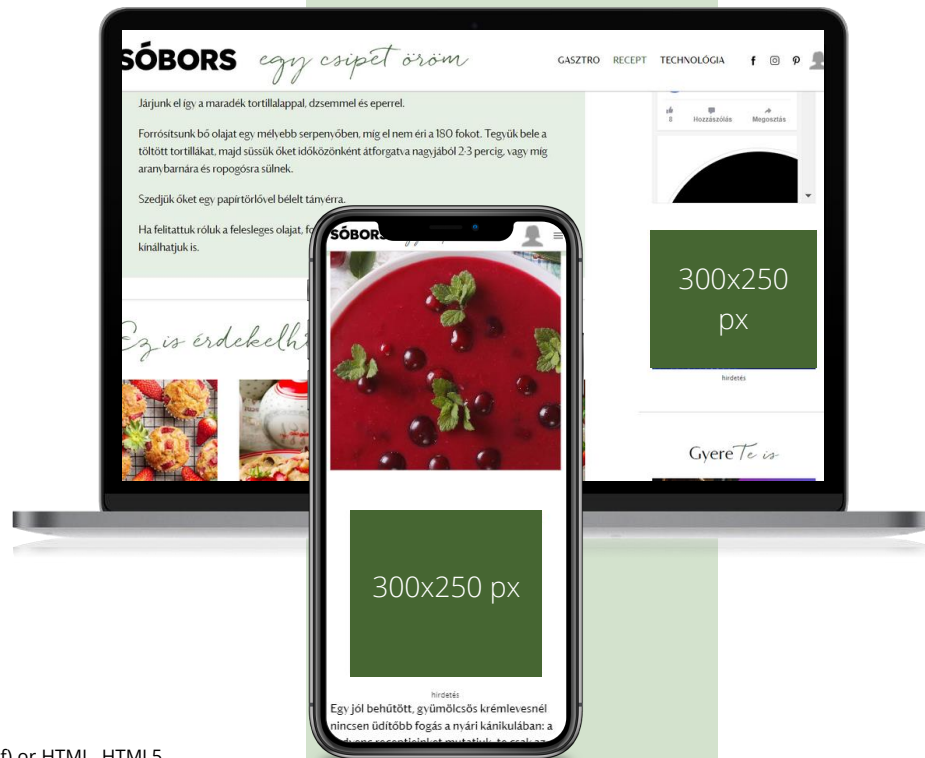 SÓBORS egy csipet öröm
GASZTRO RECEPT TECHNOLÓGIA
Járjunk el így a maradék tortillalappal, dzsemmel és eperrel.
Forrósítsunk bő olajat egy mélyebb serpenyőben, míg el nem éri a 180 fokot. Tegyük bele a
töltött tortillákat, majd süssük őket időközönként átforgatva nagyjából 2-3 percig, vagy míg
aranybarnára és ropogósra sülnek.
Szedjük őket egy papírtörlővel bélelt tányérra.
Ha felitattuk róluk a felesleges olajat,
kínálhatjuk is.
Ez is érdekelh
8 Hozzászólás Megosztás
300x250
px
hirdetés
Gyere Te is
SÓBORS
300x250 px
hirdetés
Egy jól behűtött, gyümölcsös krémlevesnél
nincsen üdítőbb fogás a nyári kánikulában: a
f) or HTML, HTML5